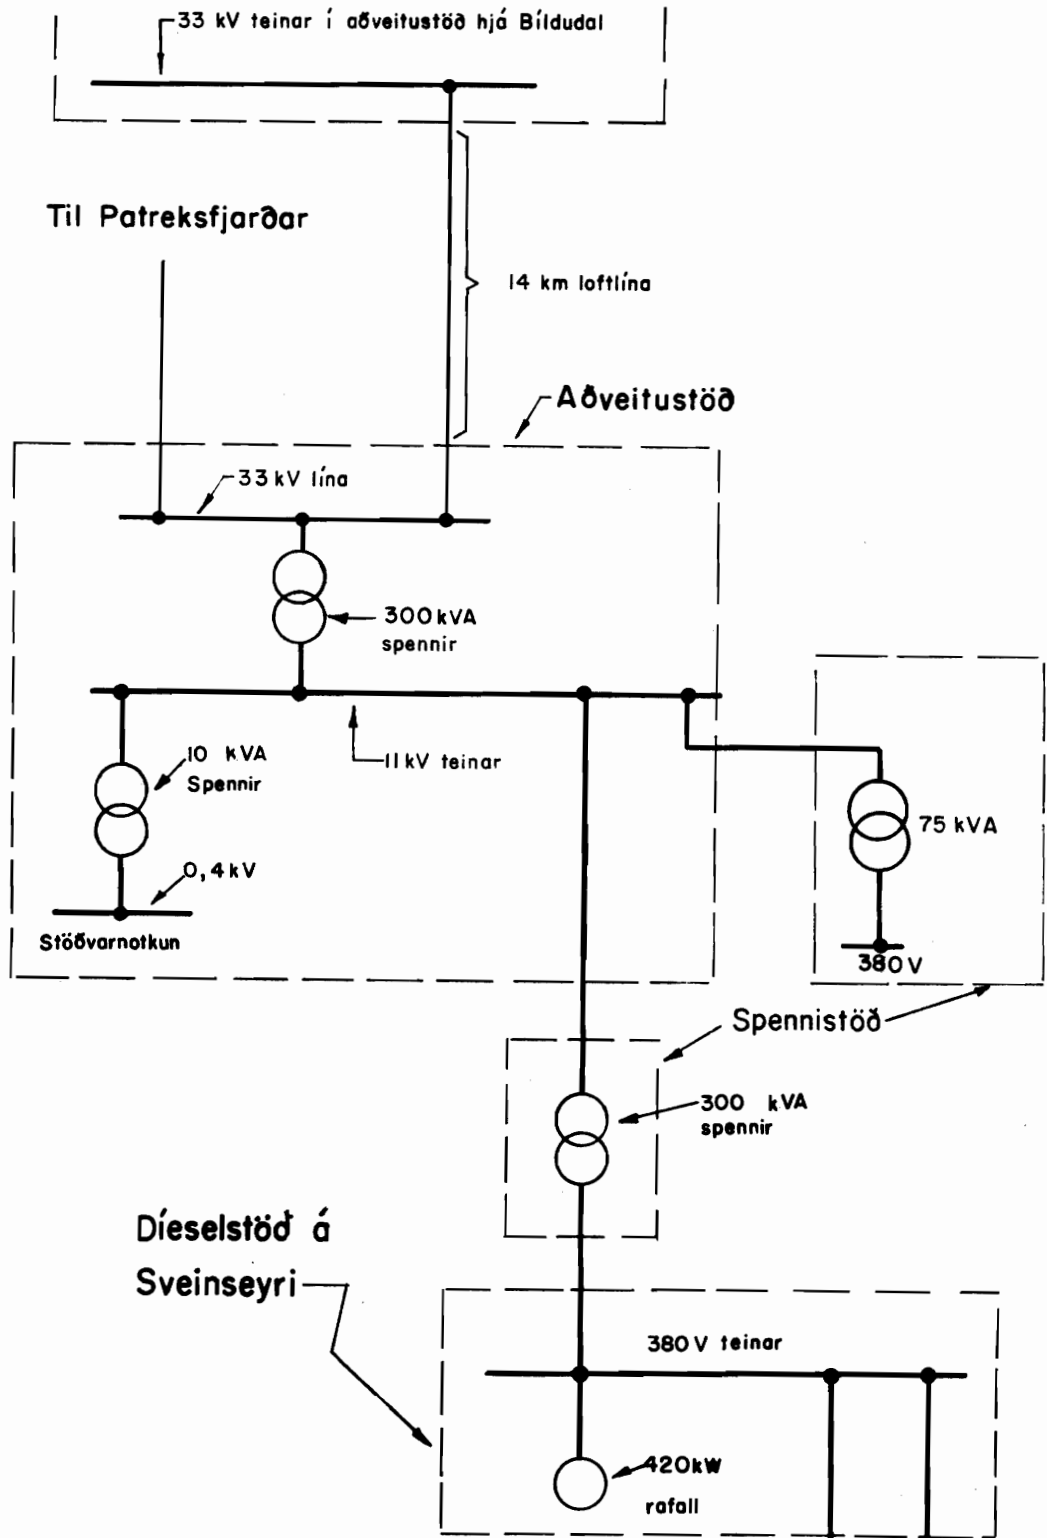 33 kV teinar í aðveitustöð hjá Bíldudal
Til Patreksfjarðar
14 km loftlína
Aðveitustöð
33 kV lína
300 kVA
spennir
10 kVA
Spennir
11 kV teinar
75 kVA
0,4 kV
Stöðvarnotkun
380 V
Spennistöð
300 kVA
spennir
Díeselstöð á
Sveinseyri
380 V teinar
420 kW
rafall